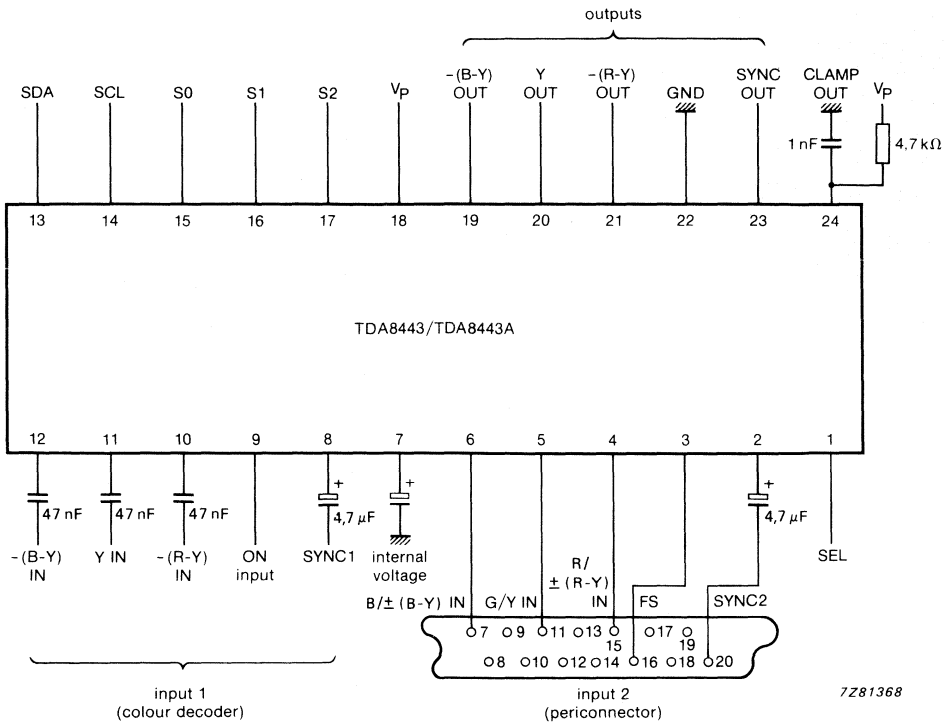 outputs
-(B-Y) Y -(R-Y) SYNC CLAMP
SDA SCL S0 S1 S2 Vp OUT OUT OUT GND OUT OUT Vp
1 nF 4,7 kΩ
13 14 15 16 17 18 19 20 21 22 23 24
TDA8443/TDA8443A
12 11 10 9 8 7 6 5 4 3 2 1
+ + +
47 nF 47 nF 47 nF 4,7 µF 4,7 µF
-(B-Y) Y IN -(R-Y) ON SYNC1 internal SEL
IN IN input voltage
R/
± (R-Y)
B/± (B-Y) IN G/Y IN IN FS SYNC2
7 9 11 13 15 17 19
8 10 12 14 16 18 20
input 1 input 2
(colour decoder) (periconnector)
7Z81368